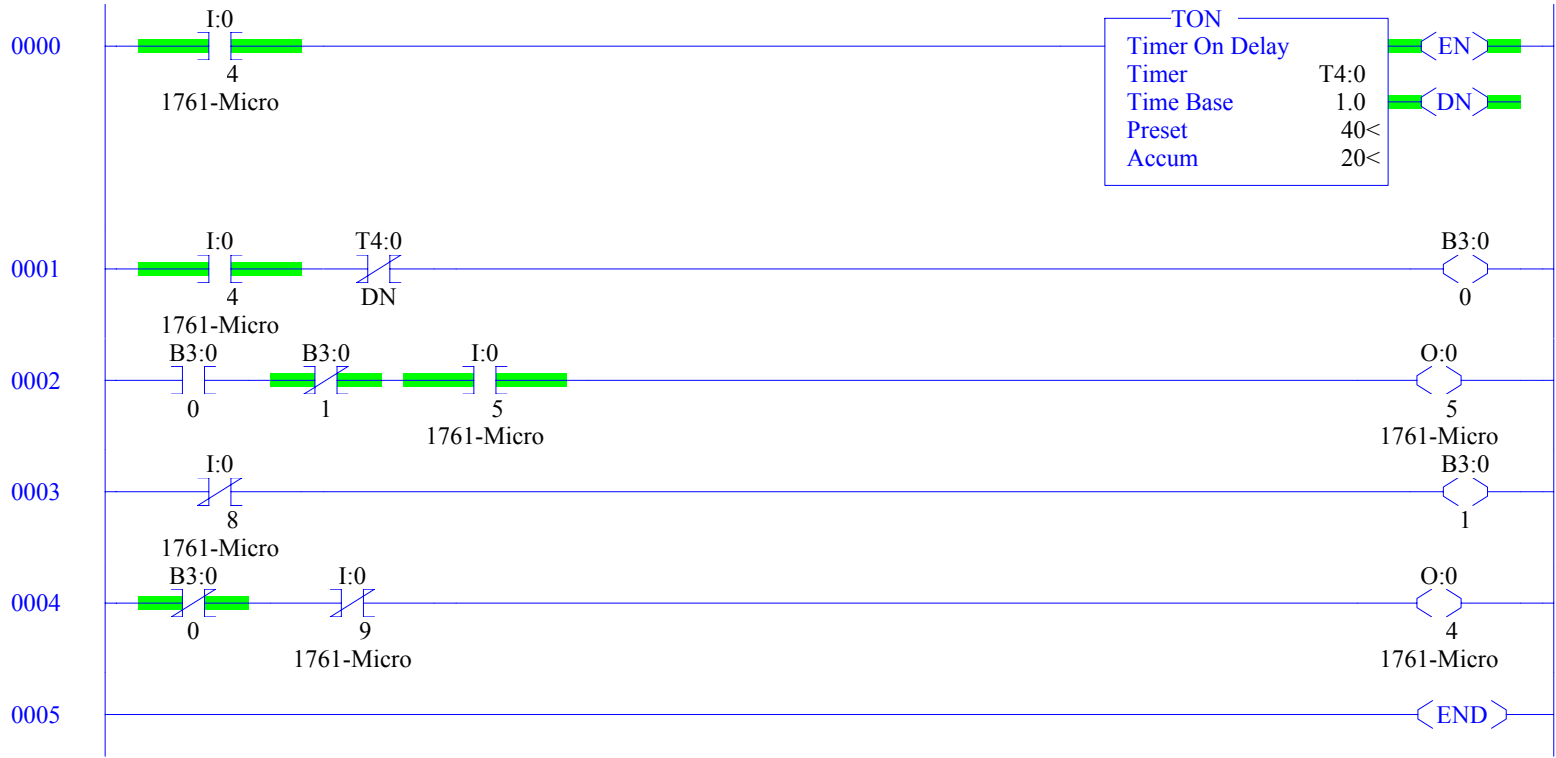 I:0
TON
0000
Timer On Delay
EN
4
Timer T4:0
1761-Micro
Time Base 1.0
DN
Preset 40<
Accum 20<
I:0 T4:0 B3:0
0001
4 DN 0
1761-Micro
B3:0 B3:0 I:0 O:0
0002
0 1 5 5
1761-Micro 1761-Micro
I:0 B3:0
0003
8 1
1761-Micro
B3:0 I:0 O:0
0004
0 9 4
1761-Micro 1761-Micro
0005 END